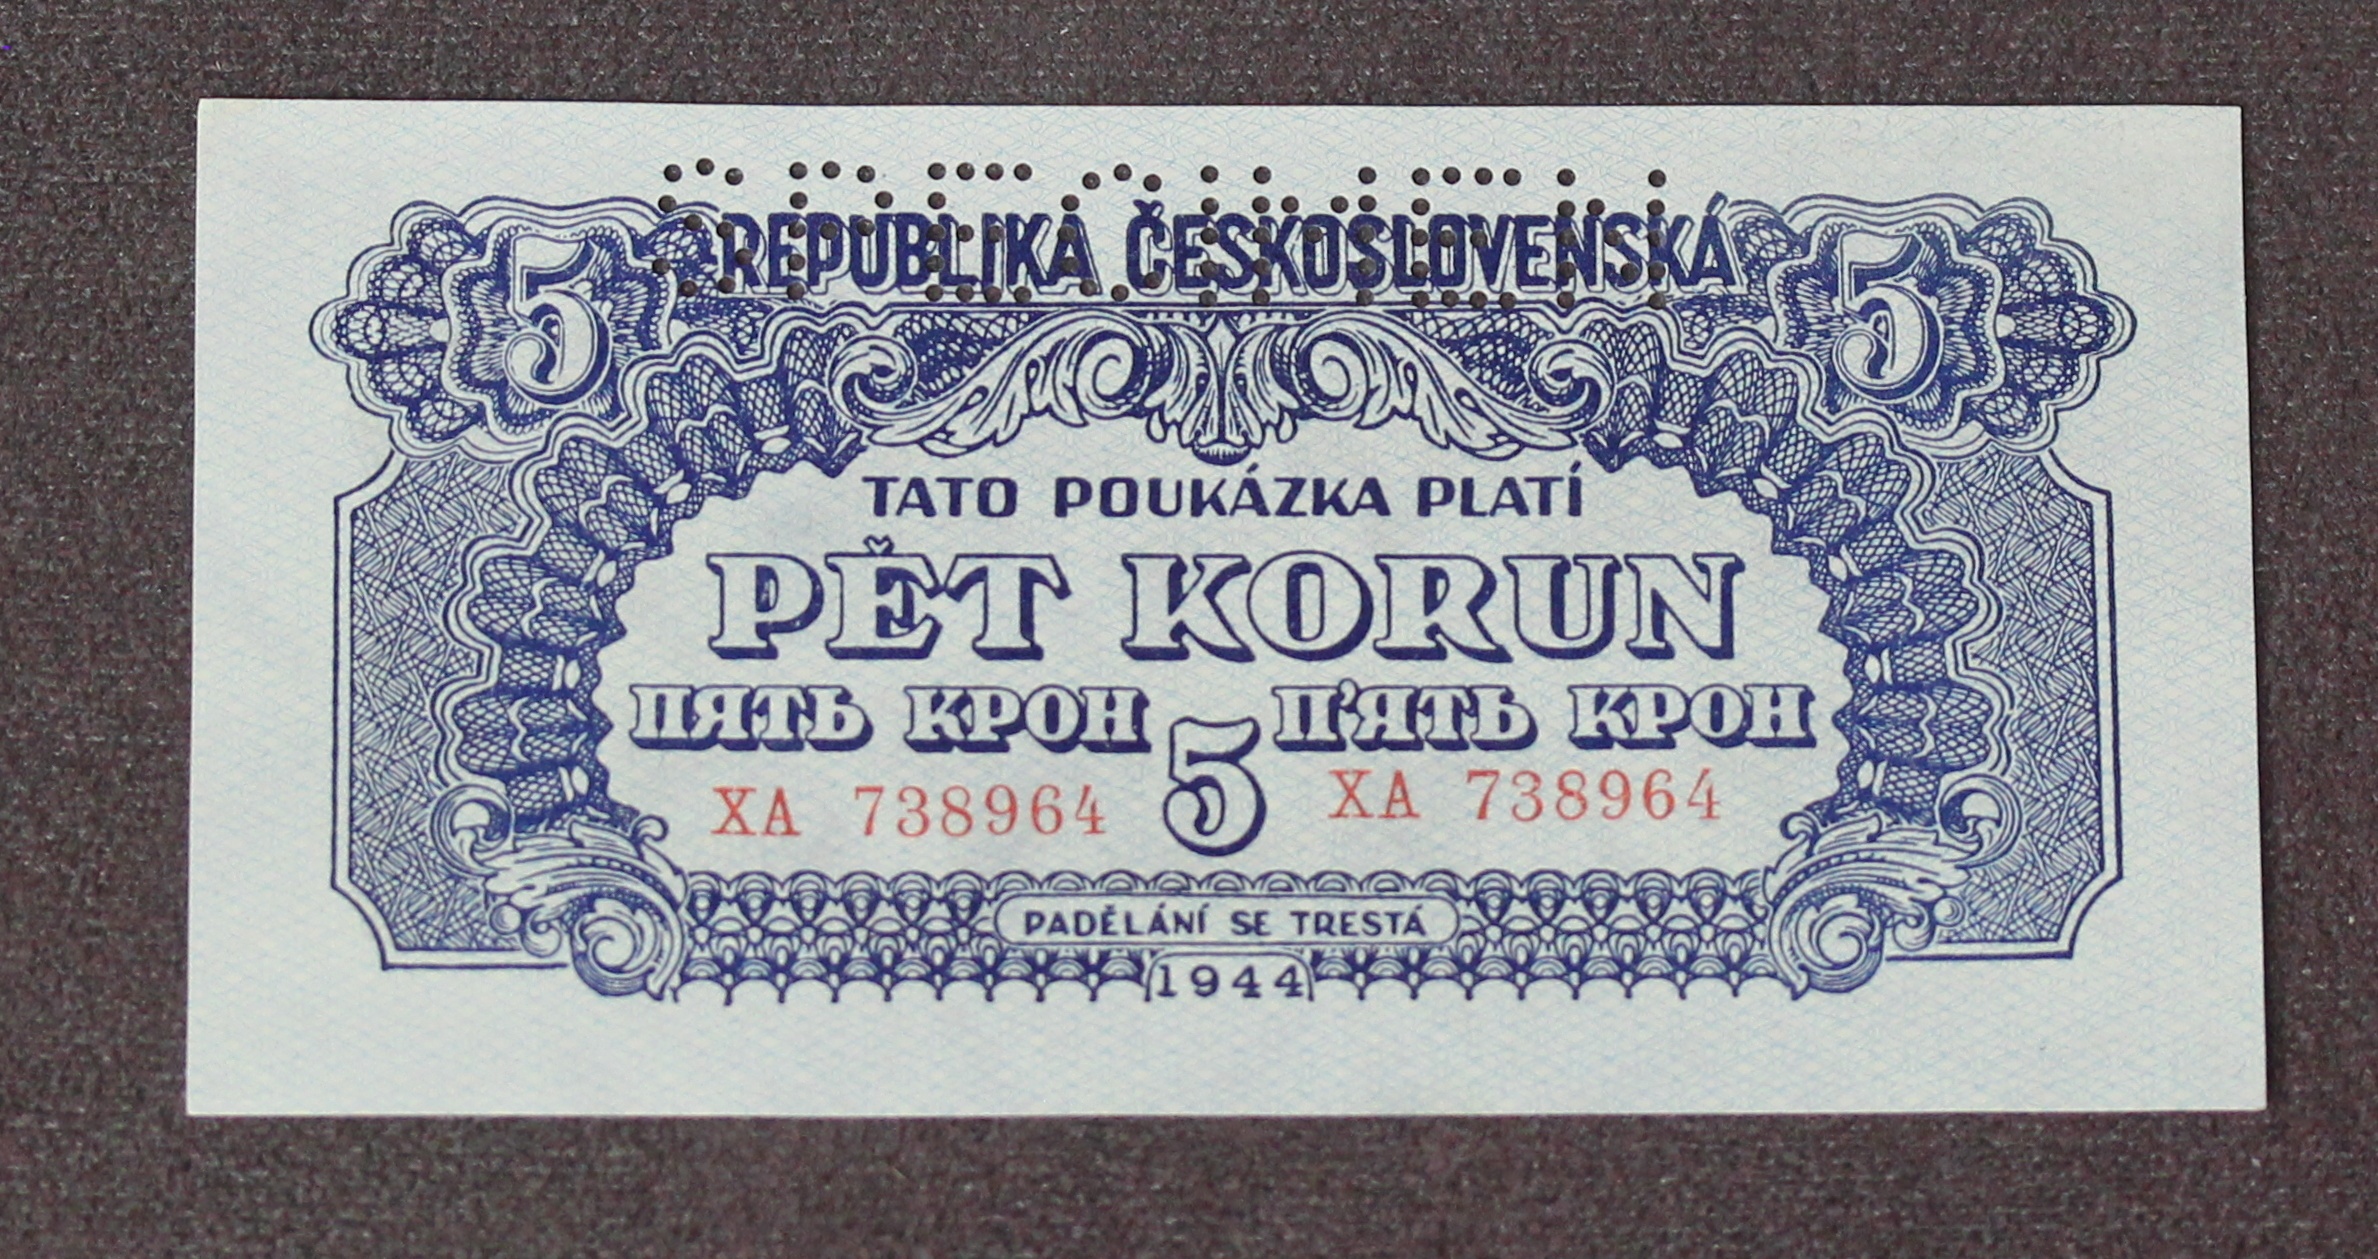 SPECIMEN
REPUBLIKA ČESKOSLOVENSKÁ
5 5
TATO POUKÁZKA PLATÍ
PĚT KORUN
ПЯТЬ КРОН П'ЯТЬ КРОН
5
XA 738964 XA 738964
PADĚLÁNÍ SE TRESTÁ
1944